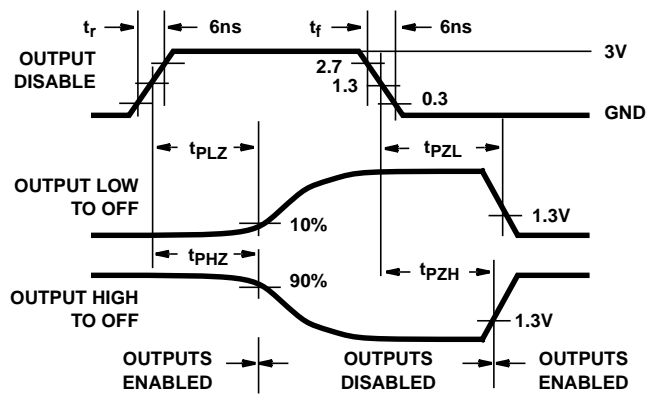 tr 6ns tf 6ns
OUTPUT
DISABLE
3V
2.7
1.3
0.3
GND
tPLZ tPZL
OUTPUT LOW
TO OFF
10%
1.3V
tPHZ tPZH
90%
OUTPUT HIGH
TO OFF
1.3V
OUTPUTS
ENABLED
OUTPUTS
DISABLED
OUTPUTS
ENABLED